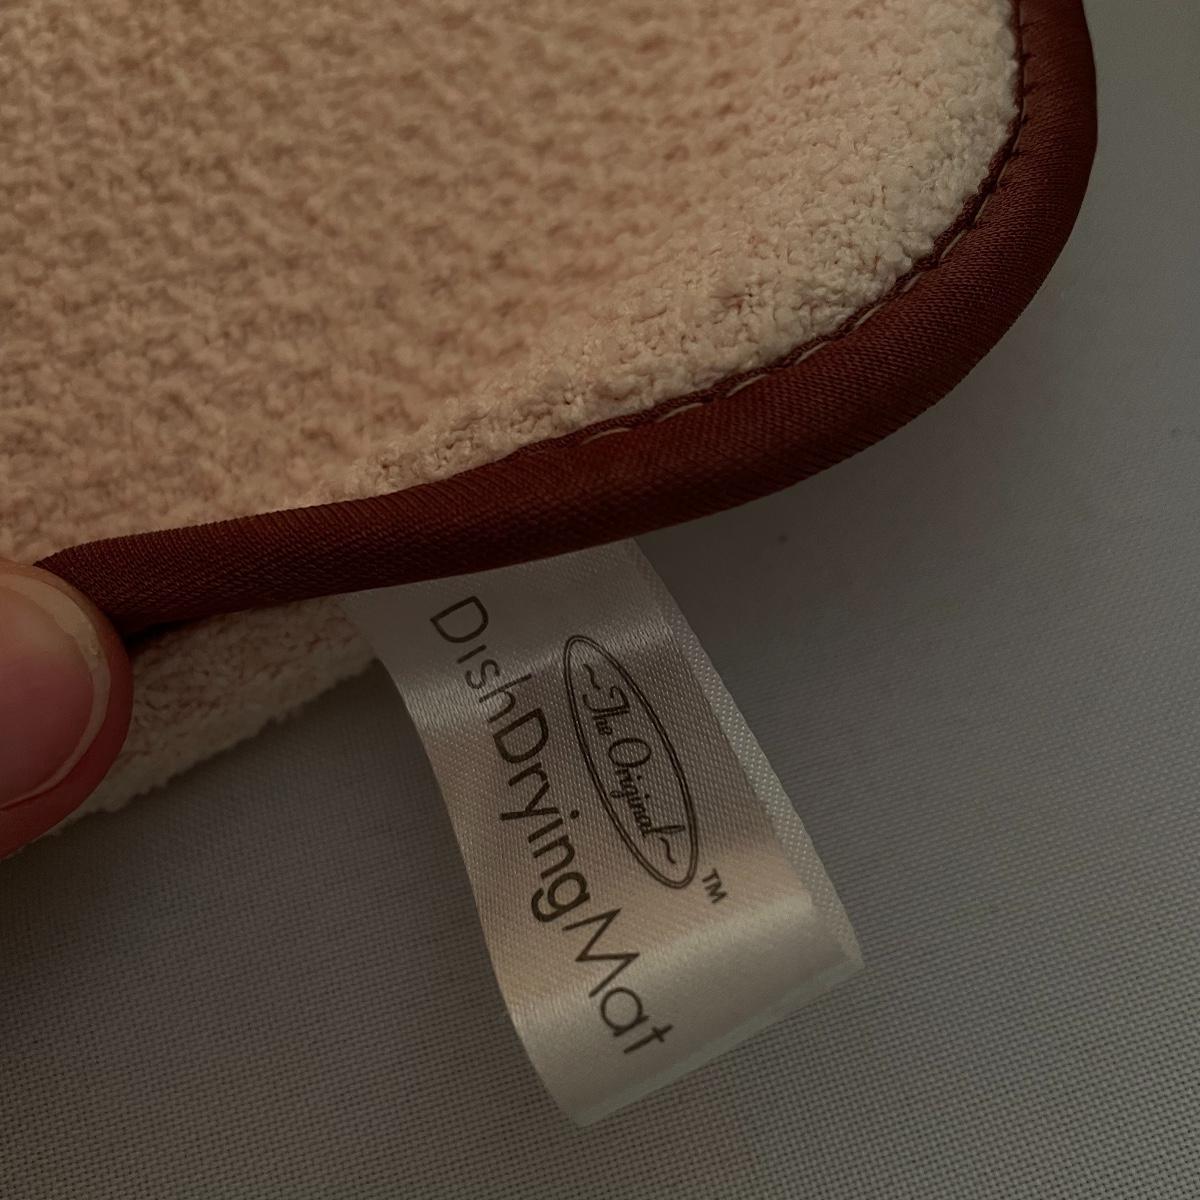 ~The Original~
DishDryingMat
™